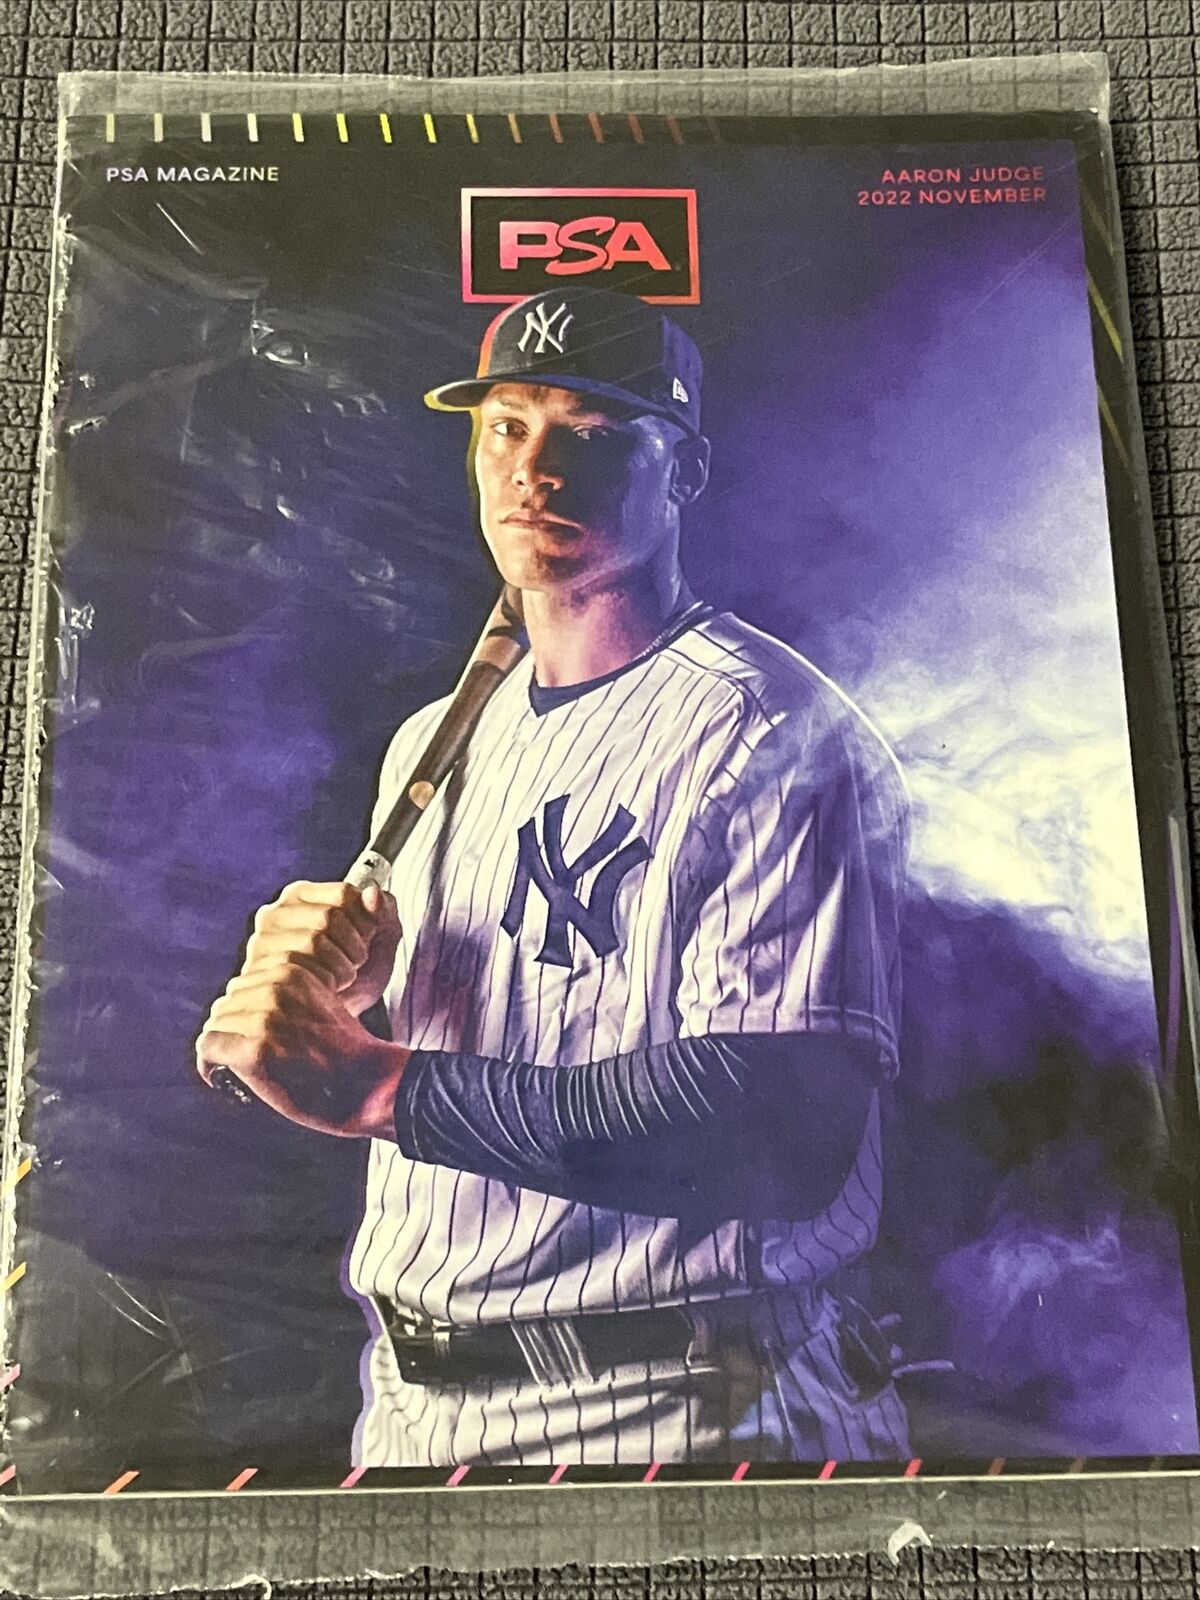 PSA MAGAZINE
AARON JUDGE
2022 NOVEMBER
PSA
NY
NY